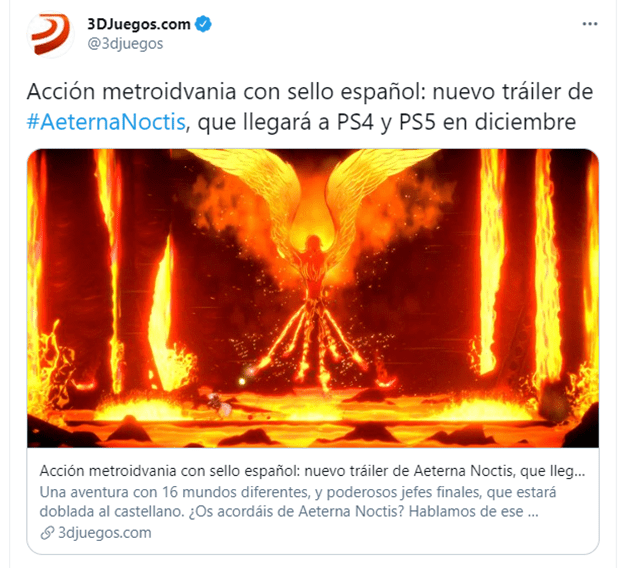 3DJuegos.com
@3djuegos
Acción metroidvania con sello español: nuevo tráiler de
#AeternaNoctis, que llegará a PS4 y PS5 en diciembre
Acción metroidvania con sello español: nuevo tráiler de Aeterna Noctis, que lleg...
Una aventura con 16 mundos diferentes, y poderosos jefes finales, que estará
doblada al castellano. ¿Os acordáis de Aeterna Noctis? Hablamos de ese ...
3djuegos.com